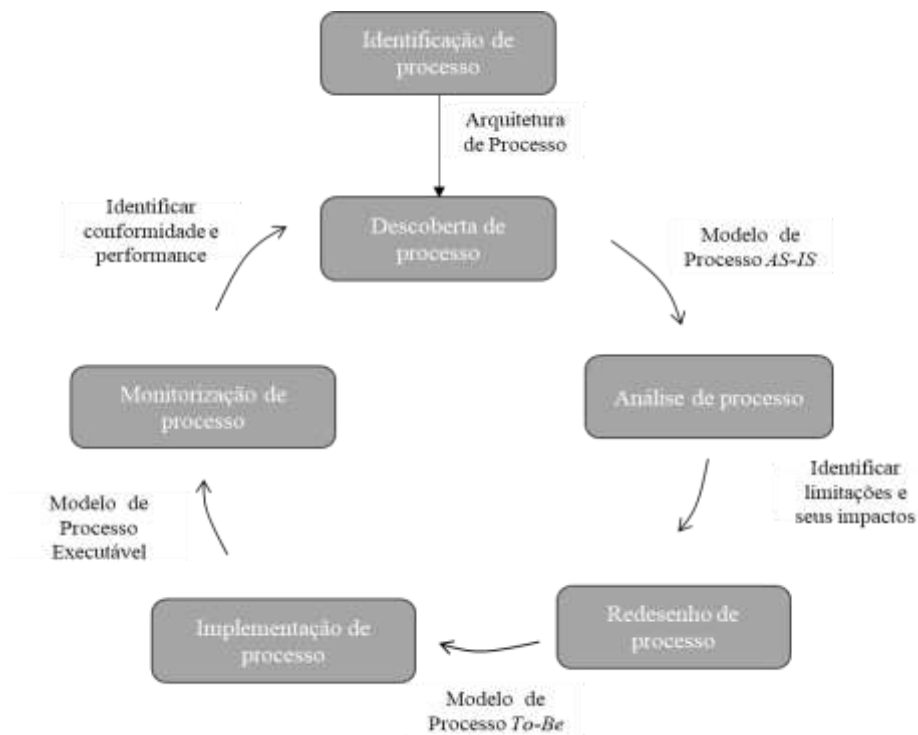 Identificação de
processo
Arquitetura
de Processo
Descoberta de
processo
Modelo de
Processo AS-IS
Análise de processo
Identificar
limitações e
seus impactos
Redesenho de
processo
Modelo de
Processo To-Be
Implementação de
processo
Modelo de
Processo
Executável
Monitorização de
processo
Identificar
conformidade e
performance